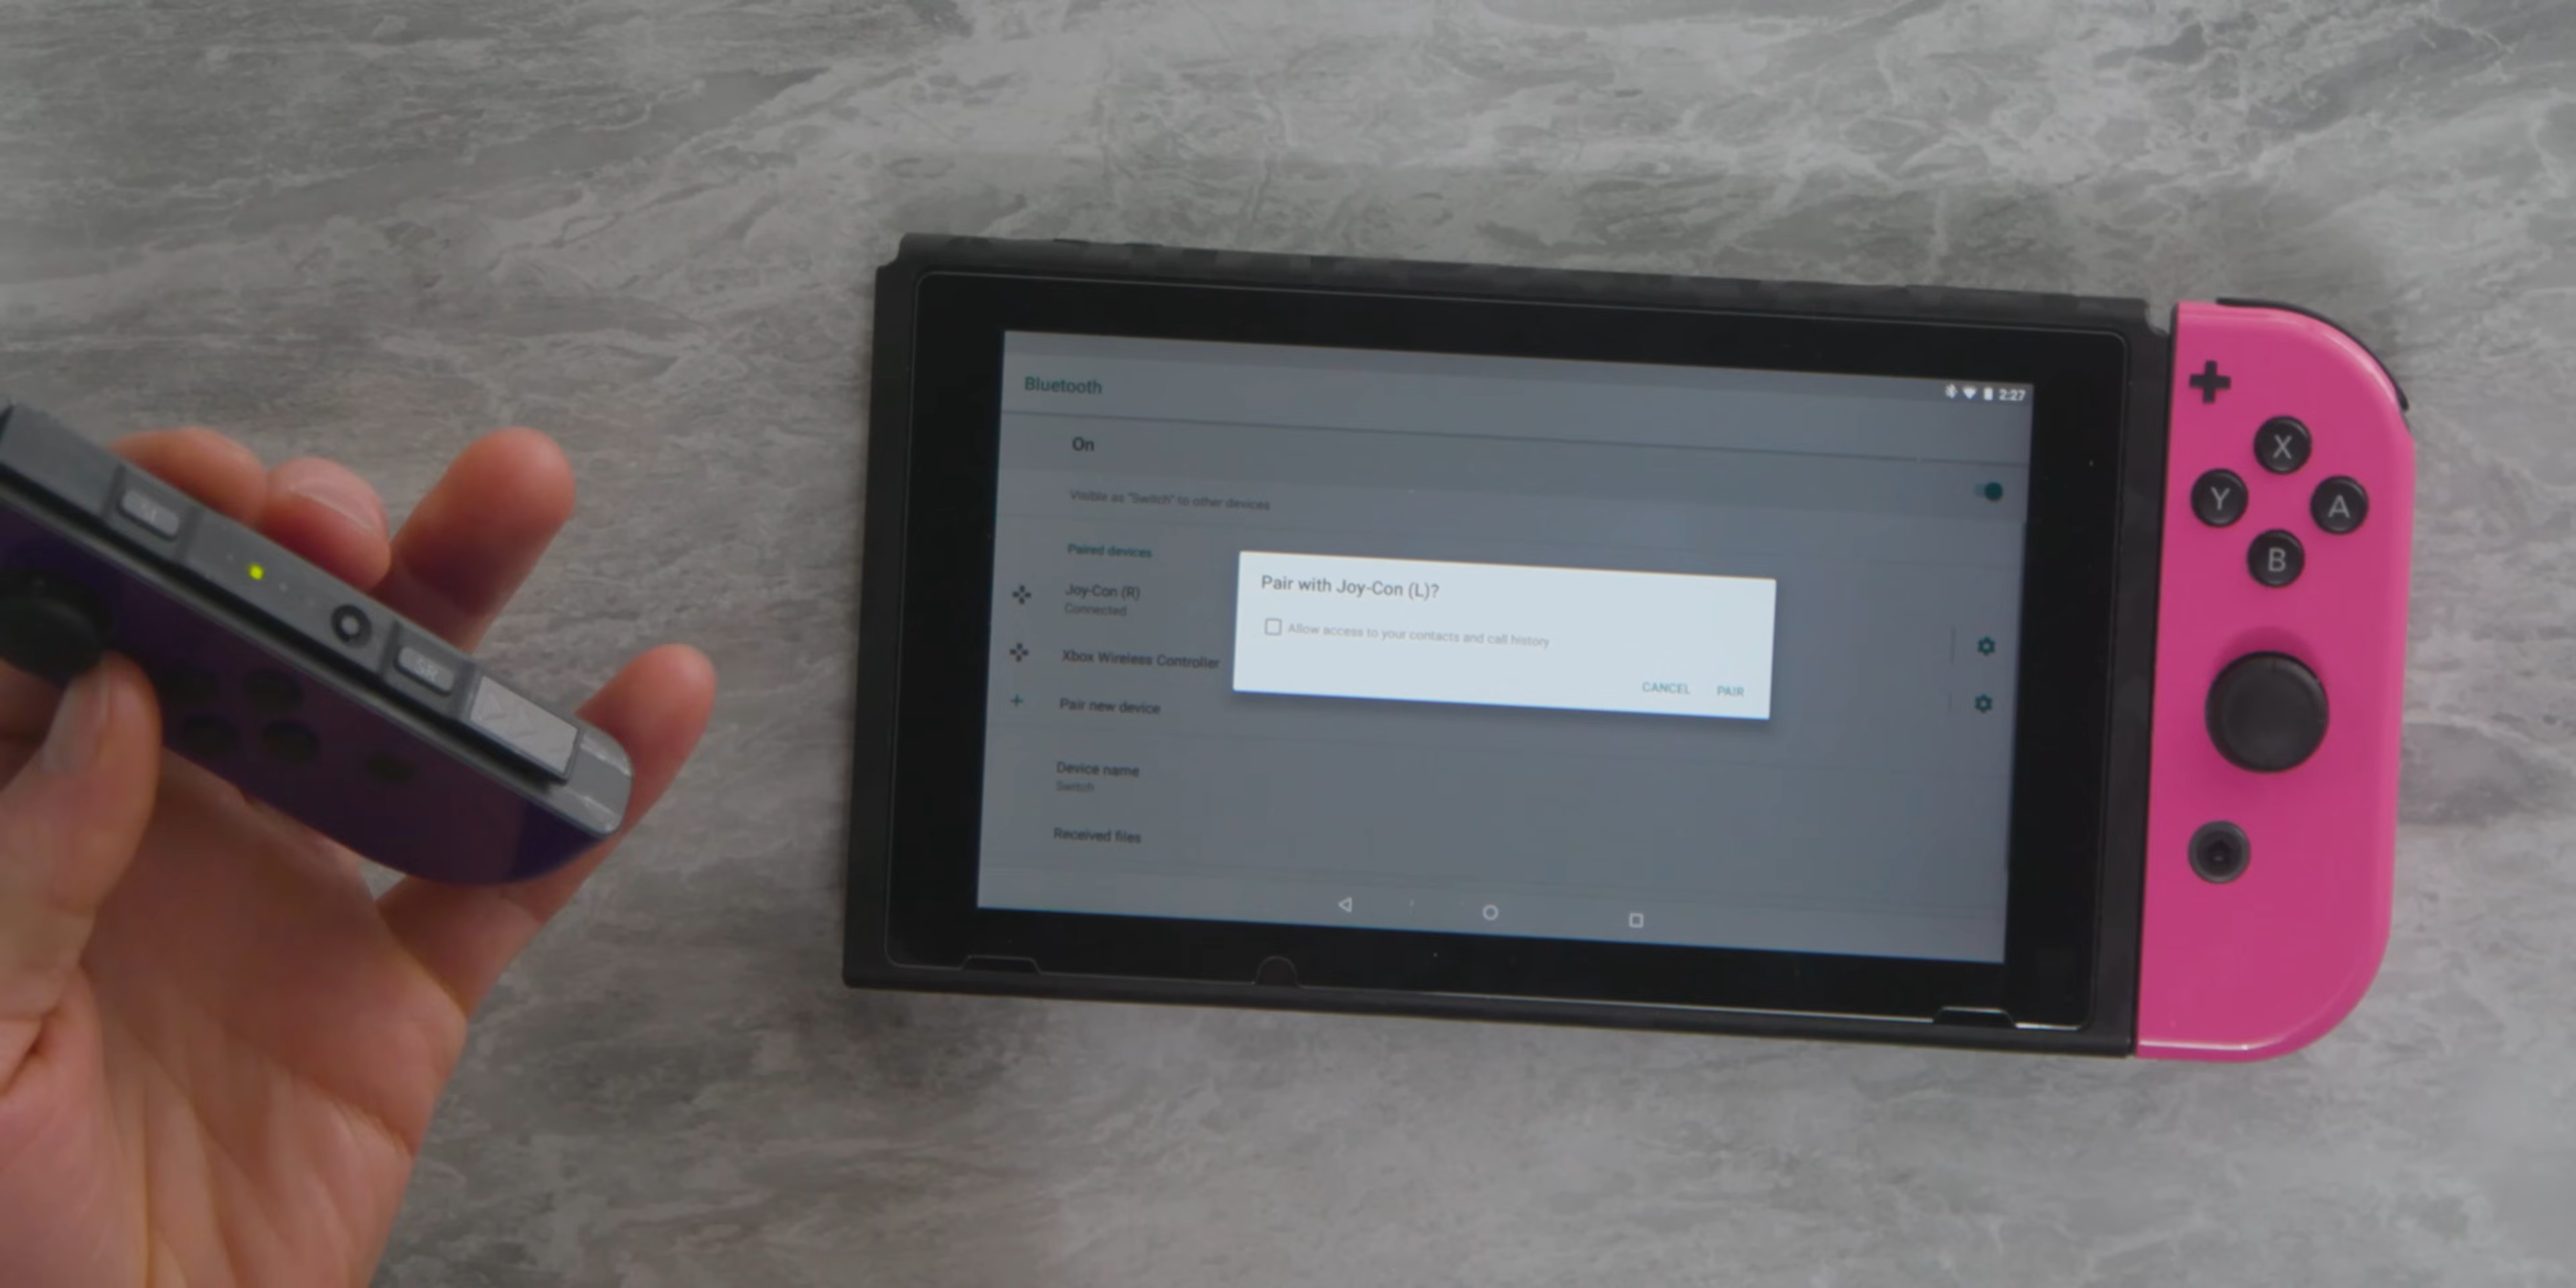 Bluetooth
2:27
On
Visible as "Switch" to other devices
Paired devices
Joy-Con (R)
Connected
Xbox Wireless Controller
Pair new device
Device name
Switch
Received files
Pair with Joy-Con (L)?
Allow access to your contacts and call history
CANCEL PAIR
X
Y
A
B
SR